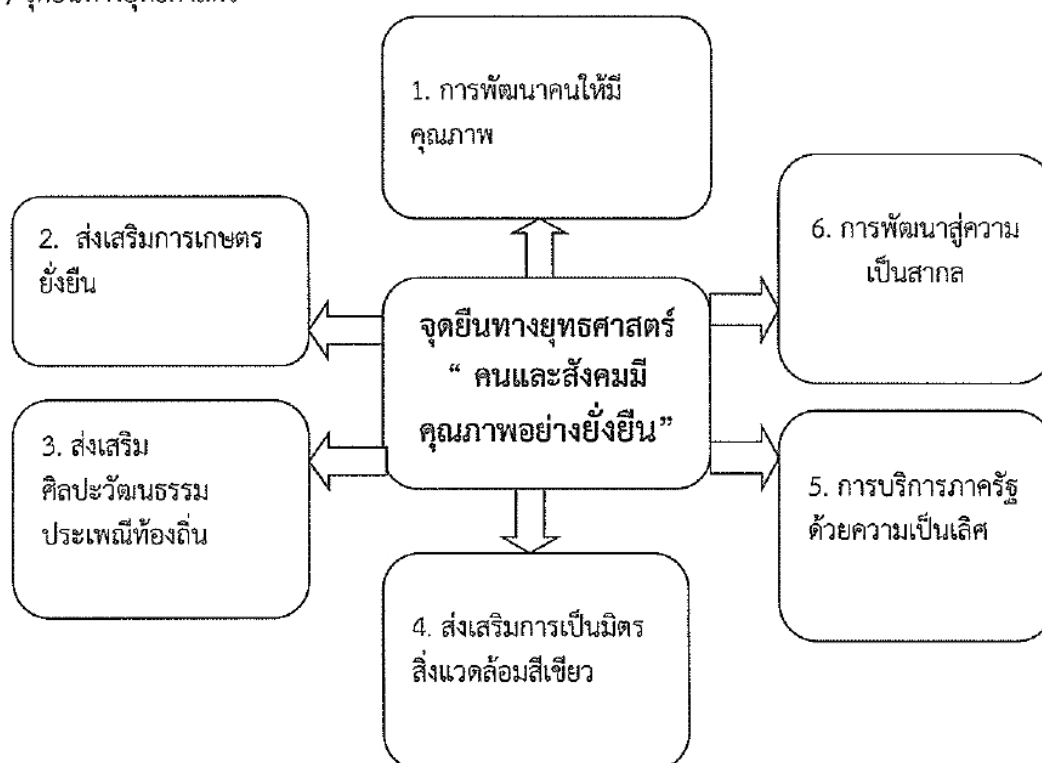 1. การพัฒนาคนให้มี
คุณภาพ
2. ส่งเสริมการเกษตร
ยั่งยืน
6. การพัฒนาสู่ความ
เป็นสากล
จุดยืนทางยุทธศาสตร์
“ คนและสังคมมี
คุณภาพอย่างยั่งยืน”
3. ส่งเสริม
ศิลปะวัฒนธรรม
ประเพณีท้องถิ่น
5. การบริการภาครัฐ
ด้วยความเป็นเลิศ
4. ส่งเสริมการเป็นมิตร
สิ่งแวดล้อมสีเขียว